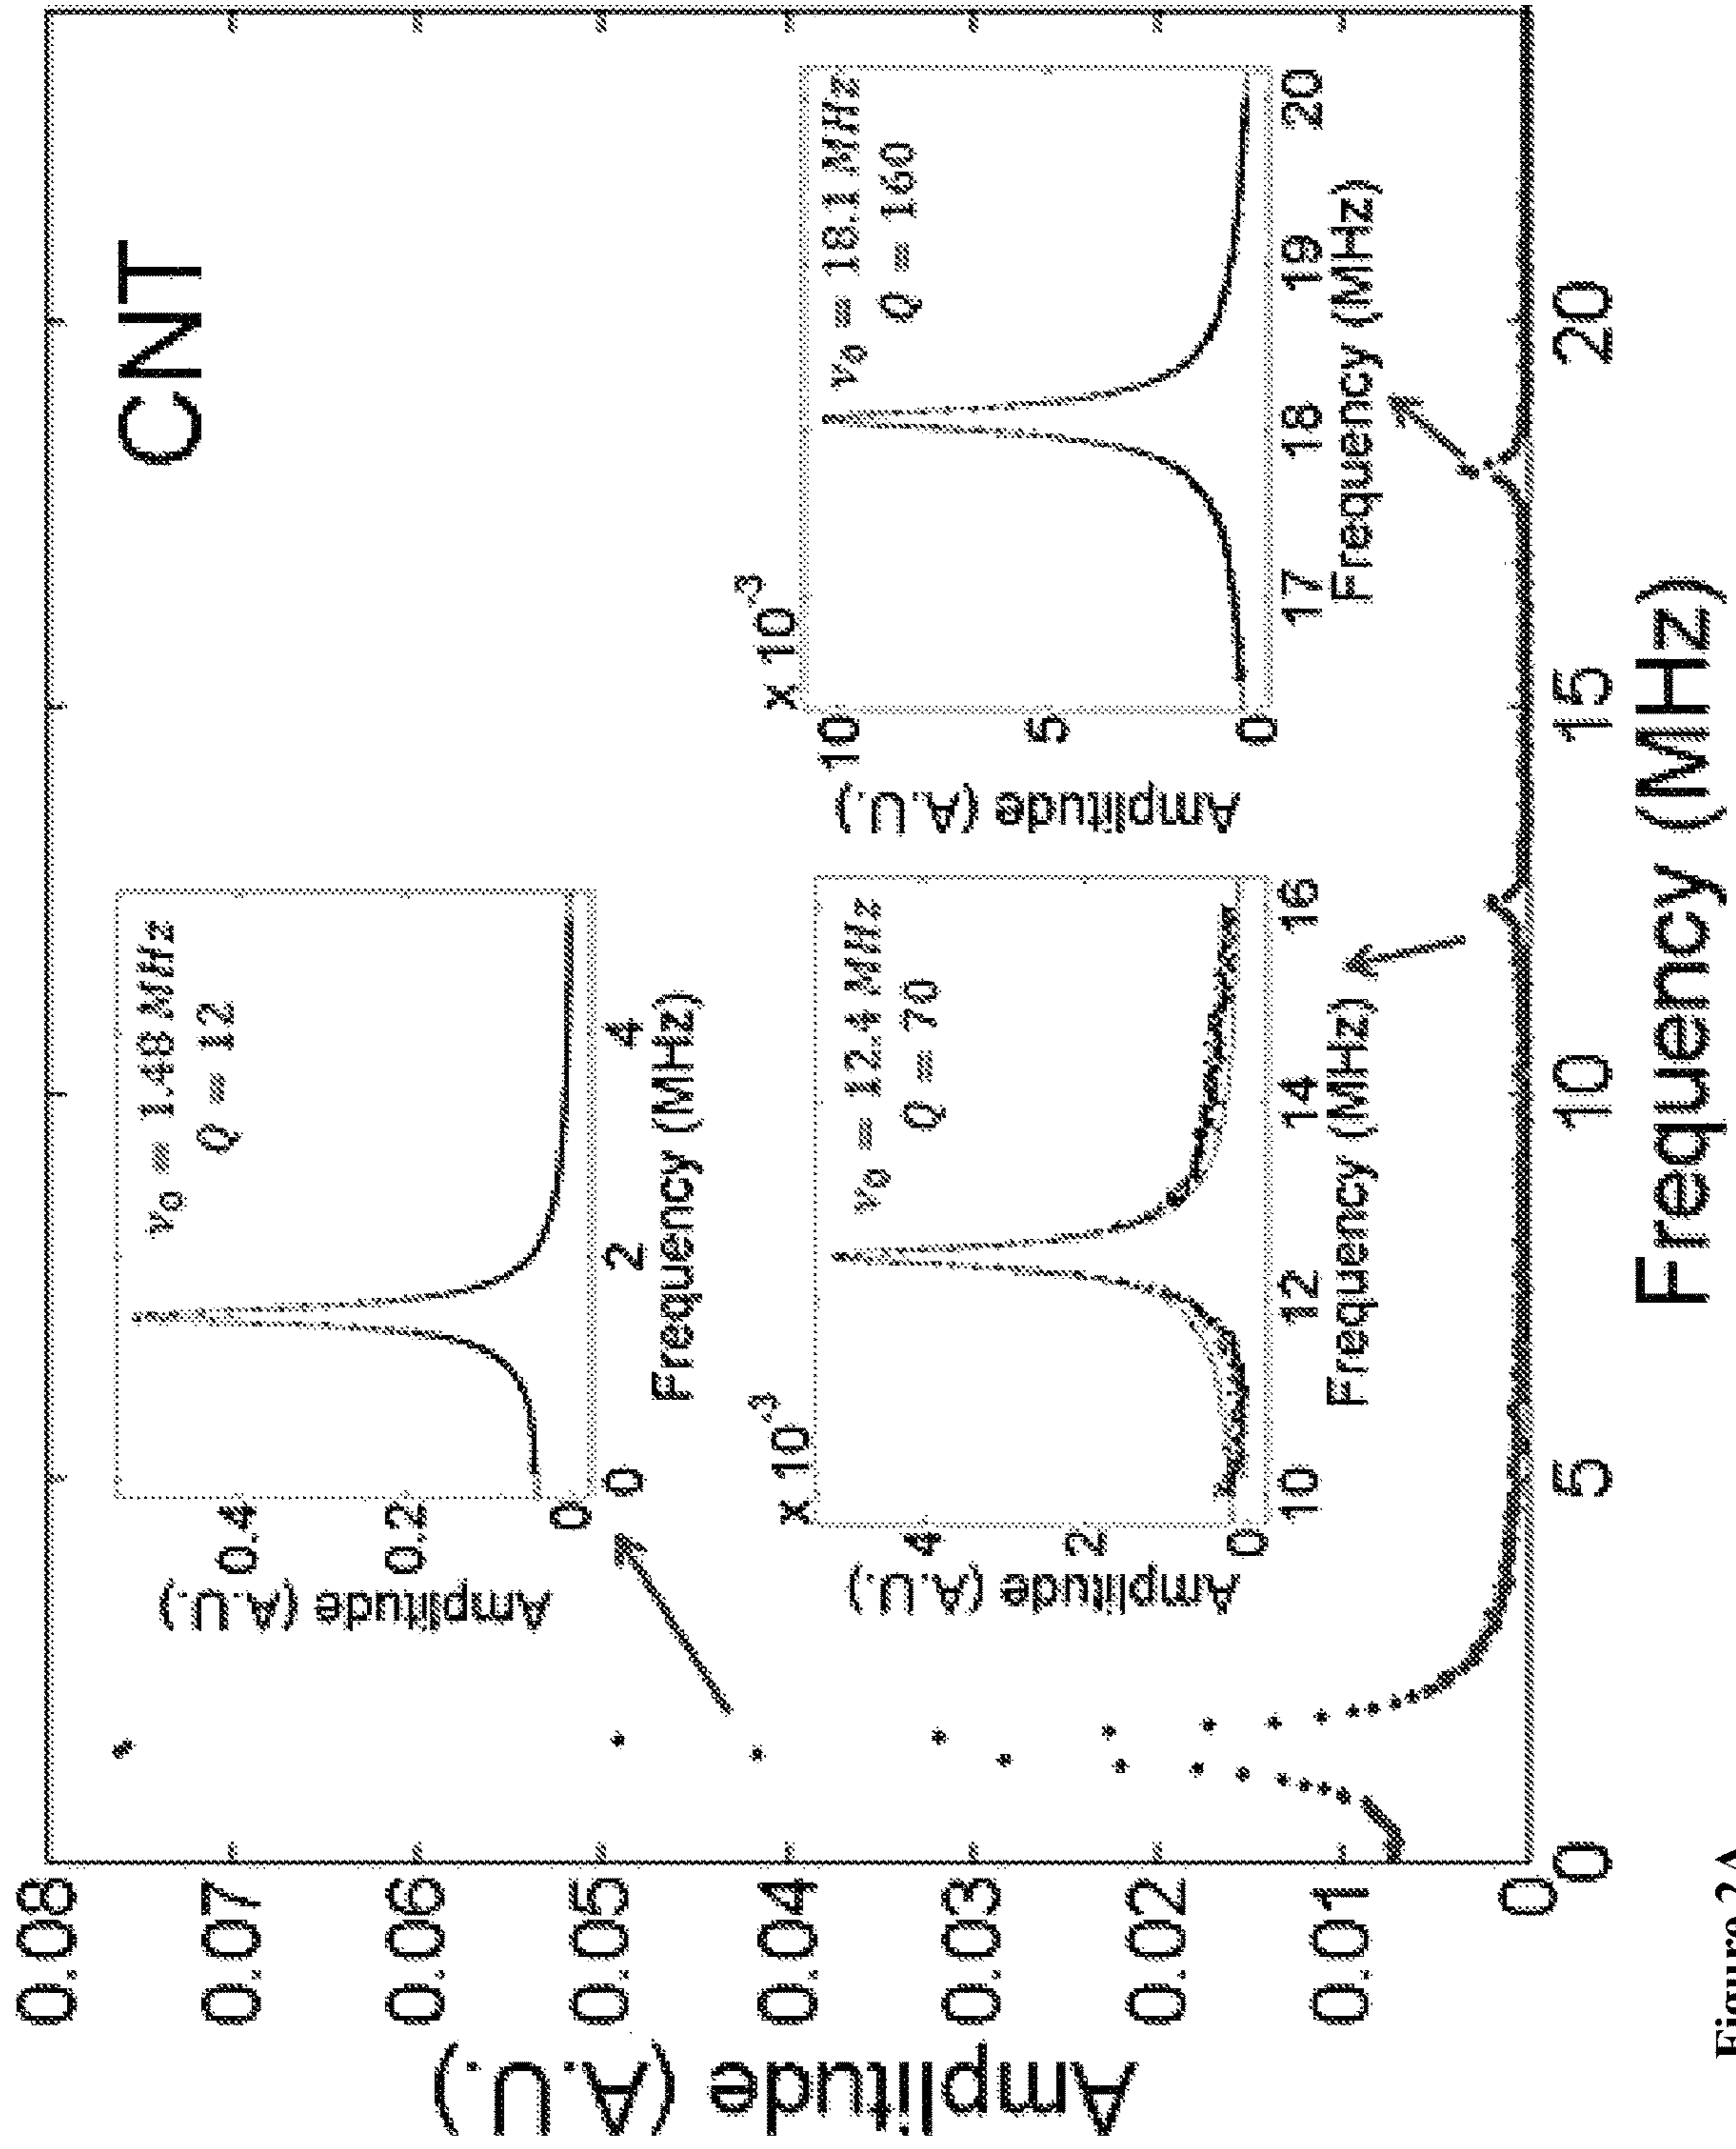 CNT
Amplitude (A.U.)
0.08
0.07
0.06
0.05
0.04
0.03
0.02
0.01
0
0
5
10
15
20
Frequency (MHz)
Amplitude (A.U.)
0.4
0.2
0
ν₀ = 1.48 MHz
Q = 12
0
2
4
Frequency (MHz)
x 10⁻³
Amplitude (A.U.)
4
2
0
ν₀ = 12.4 MHz
Q = 70
10
12
14
16
Frequency (MHz)
x 10⁻³
Amplitude (A.U.)
10
5
0
ν₀ = 18.1 MHz
Q = 160
17
18
19
20
Frequency (MHz)
Figure 2A